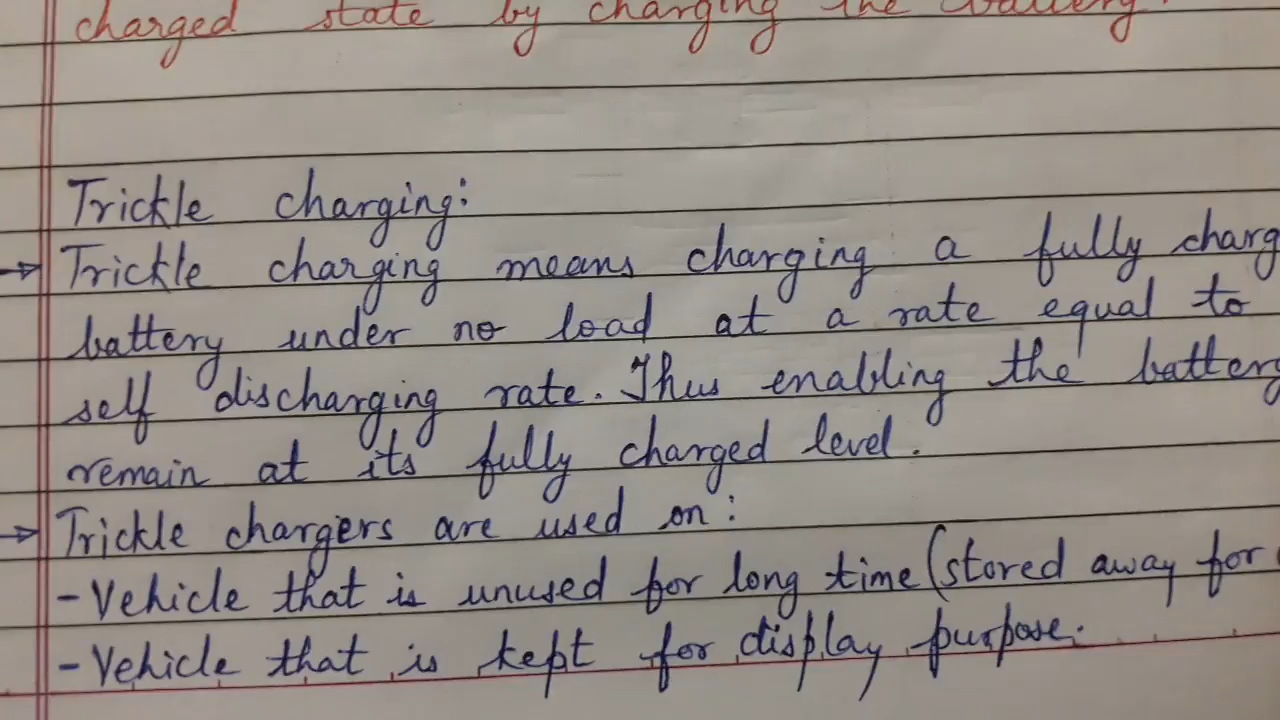 charged state by charging the battery.
Trickle charging:
→ Trickle charging means charging a fully charg
battery under no load at a rate equal to
self discharging rate. Thus enabling the battery
remain at its fully charged level.
→ Trickle chargers are used on:
- Vehicle that is unused for long time (stored away for
- Vehicle that is kept for display purpose.